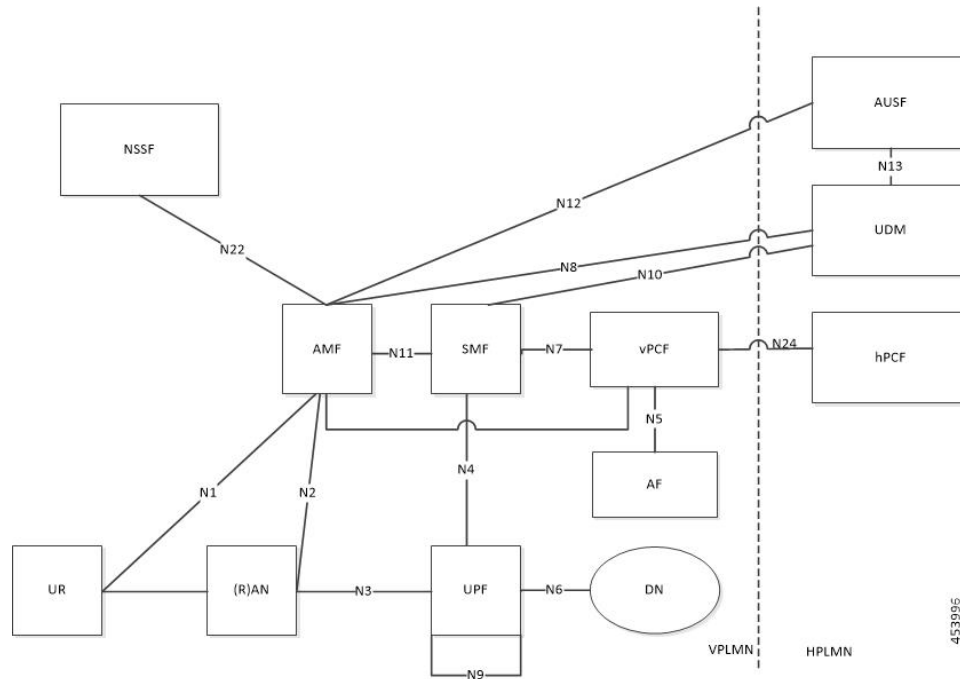 AUSF
NSSF
N13
N12
UDM
N22
N8
N10
AMF
N11
SMF
N7
vPCF
N24
hPCF
N5
N4
AF
N1
N2
UR
(R)AN
N3
UPF
N6
DN
VPLMN
HPLMN
N9
453996